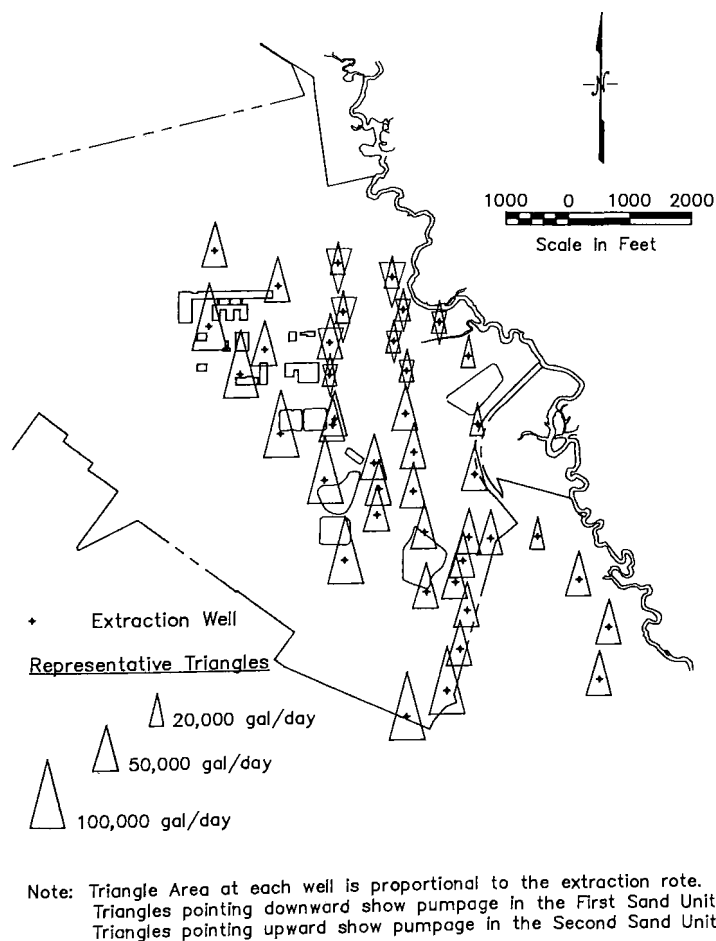 N
1000 0 1000 2000
Scale In Feet
Extraction Well
Representative Triangles
20,000 gal/day
50,000 gal/day
100,000 gal/day
Note: Triangle Area at each well is proportional to the extraction rote.
Triangles pointing downward show pumpage in the First Sand Unit
Triangles pointing upward show pumpage in the Second Sand Unit